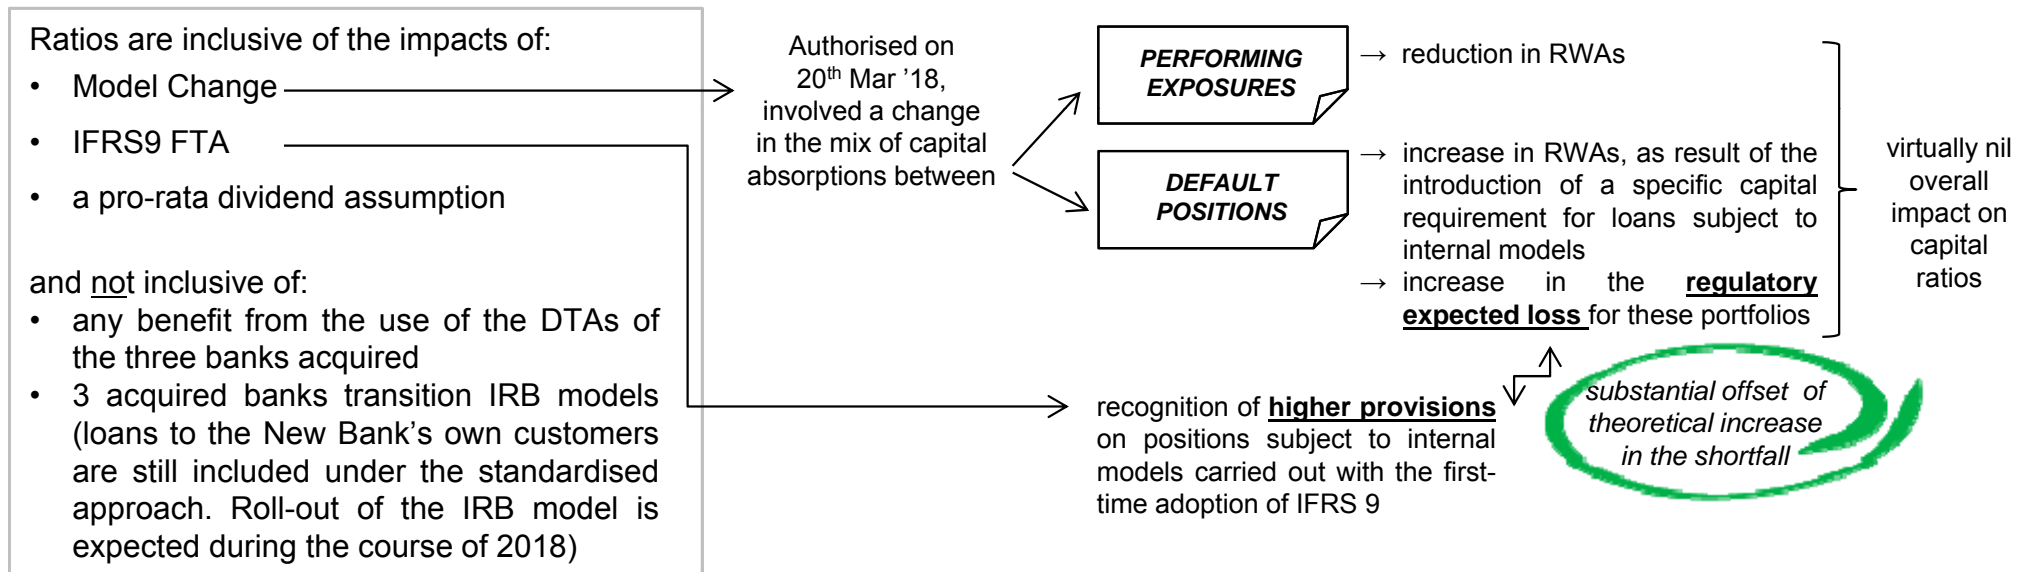 Ratios are inclusive of the impacts of:
• Model Change
• IFRS9 FTA
• a pro-rata dividend assumption
and not inclusive of:
• any benefit from the use of the DTAs of
the three banks acquired
• 3 acquired banks transition IRB models
(loans to the New Bank's own customers
are still included under the standardised
approach. Roll-out of the IRB model is
expected during the course of 2018)
Authorised on
20th Mar '18,
involved a change
in the mix of capital
absorptions between
PERFORMING
EXPOSURES
→ reduction in RWAs
DEFAULT
POSITIONS
→ increase in RWAs, as result of the
introduction of a specific capital
requirement for loans subject to
internal models
→ increase in the regulatory
expected loss for these portfolios
virtually nil
overall
impact on
capital
ratios
recognition of higher provisions
on positions subject to internal
models carried out with the first-
time adoption of IFRS 9
substantial offset of
theoretical increase
in the shortfall